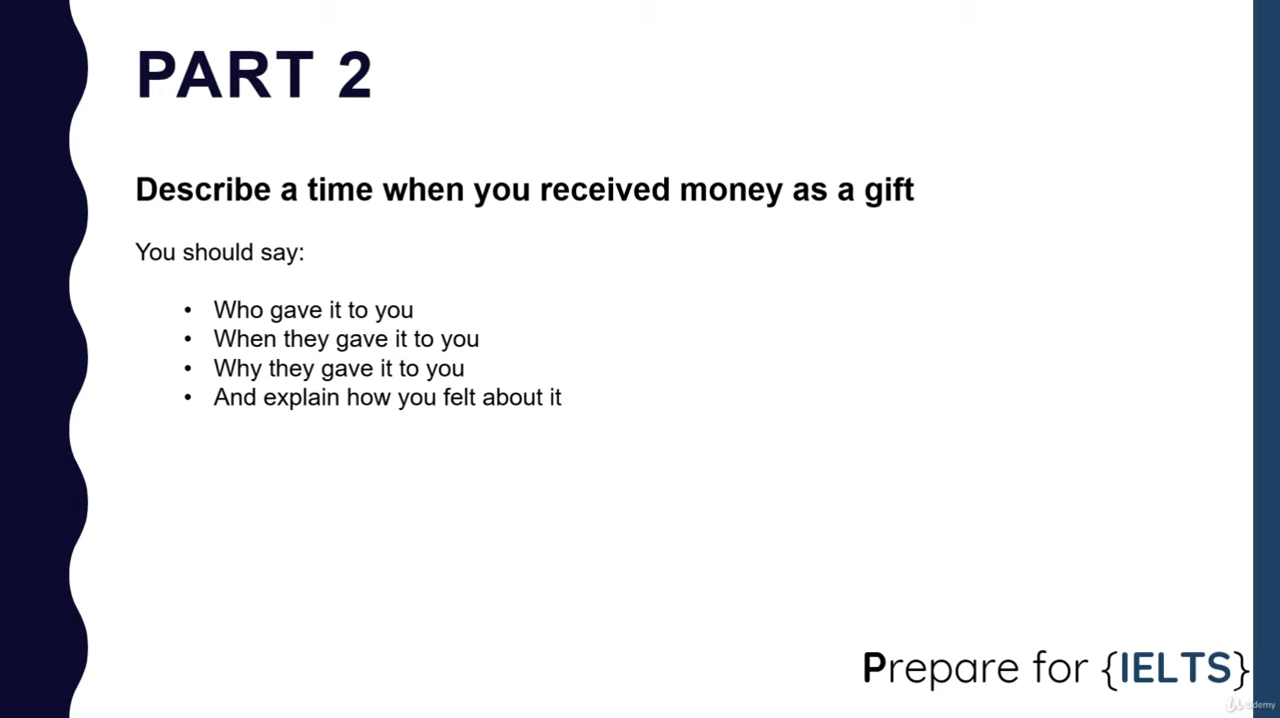 PART 2
Describe a time when you received money as a gift
You should say:
• Who gave it to you
• When they gave it to you
• Why they gave it to you
• And explain how you felt about it
Prepare for {IELTS}
Udemy